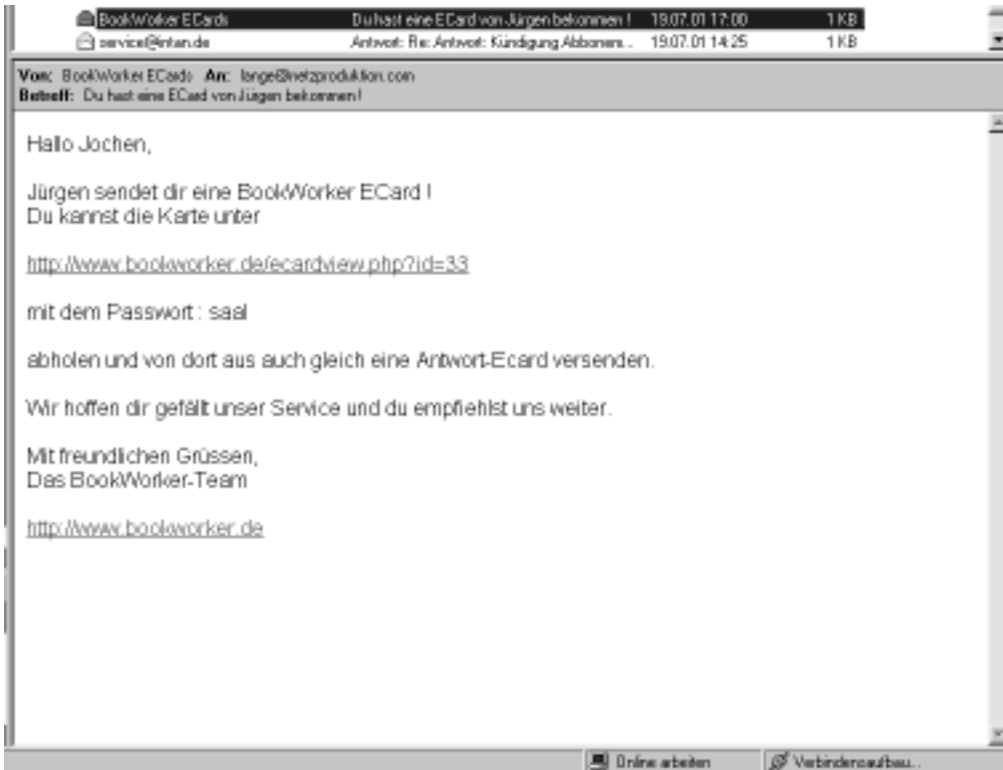 BookWorker ECards Du hast eine ECard von Jürgen bekommen ! 19.07.01 17:00 1 KB
service@intan.de Antwort: Re: Antwort: Kündigung Abbonem... 19.07.01 14:25 1 KB
Von: BookWorker ECards An: lange@netzproduktion.com
Betreff: Du hast eine ECard von Jürgen bekommen !
Hallo Jochen,
Jürgen sendet dir eine BookWorker ECard !
Du kannst die Karte unter
http://www.bookworker.de/ecardview.php?id=33
mit dem Passwort : saal
abholen und von dort aus auch gleich eine Antwort-Ecard versenden.
Wir hoffen dir gefällt unser Service und du empfiehlst uns weiter.
Mit freundlichen Grüssen,
Das BookWorker-Team
http://www.bookworker.de
Online arbeiten Verbindensaufbau...